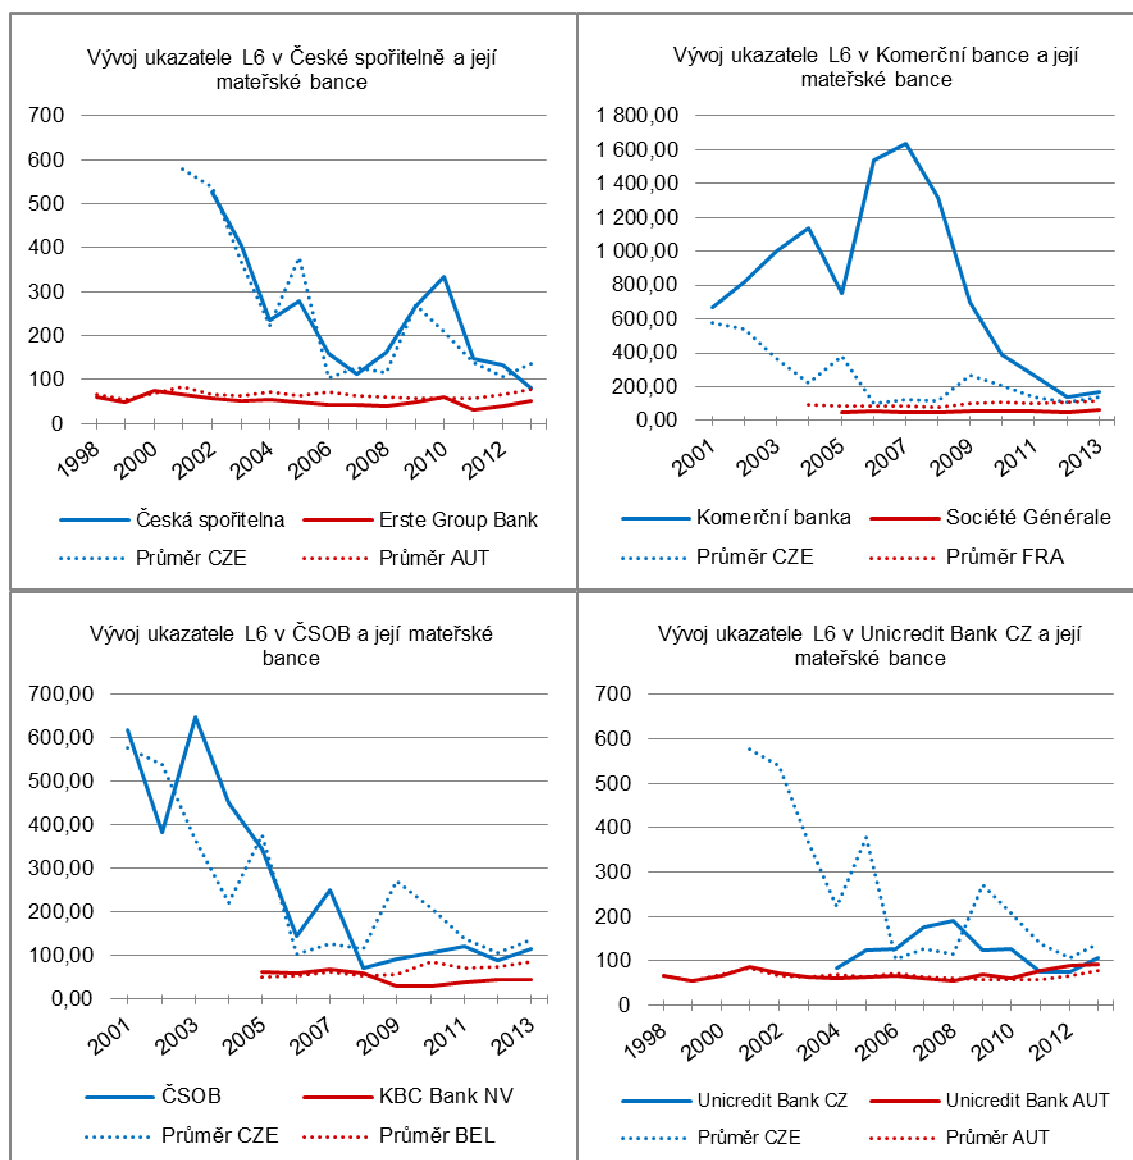 Vývoj ukazatele L6 v České spořitelně a její
mateřské bance
700
600
500
400
300
200
100
0
1998
2000
2002
2004
2006
2008
2010
2012
Česká spořitelna
Erste Group Bank
Průměr CZE
Průměr AUT
Vývoj ukazatele L6 v Komerční bance a její
mateřské bance
1 800,00
1 600,00
1 400,00
1 200,00
1 000,00
800,00
600,00
400,00
200,00
0,00
2001
2003
2005
2007
2009
2011
2013
Komerční banka
Société Générale
Průměr CZE
Průměr FRA
Vývoj ukazatele L6 v ČSOB a její mateřské
bance
700,00
600,00
500,00
400,00
300,00
200,00
100,00
0,00
2001
2003
2005
2007
2009
2011
2013
ČSOB
KBC Bank NV
Průměr CZE
Průměr BEL
Vývoj ukazatele L6 v Unicredit Bank CZ a její
mateřské bance
700
600
500
400
300
200
100
0
1998
2000
2002
2004
2006
2008
2010
2012
Unicredit Bank CZ
Unicredit Bank AUT
Průměr CZE
Průměr AUT